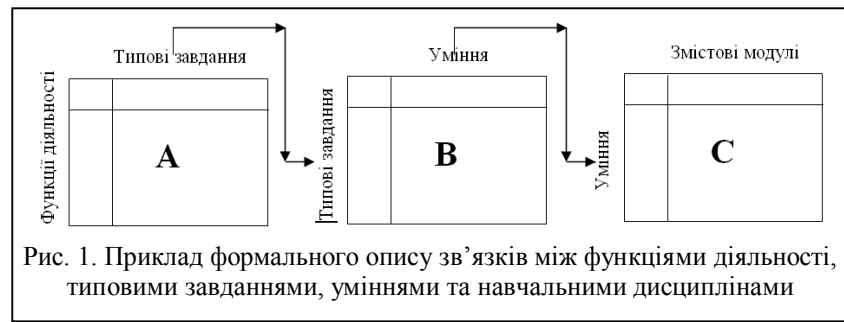 Типові завдання
Уміння
Змістові модулі
Функції діяльності
А
Типові завдання
В
Уміння
С
Рис. 1. Приклад формального опису зв’язків між функціями діяльності,
типовими завданнями, уміннями та навчальними дисциплінами